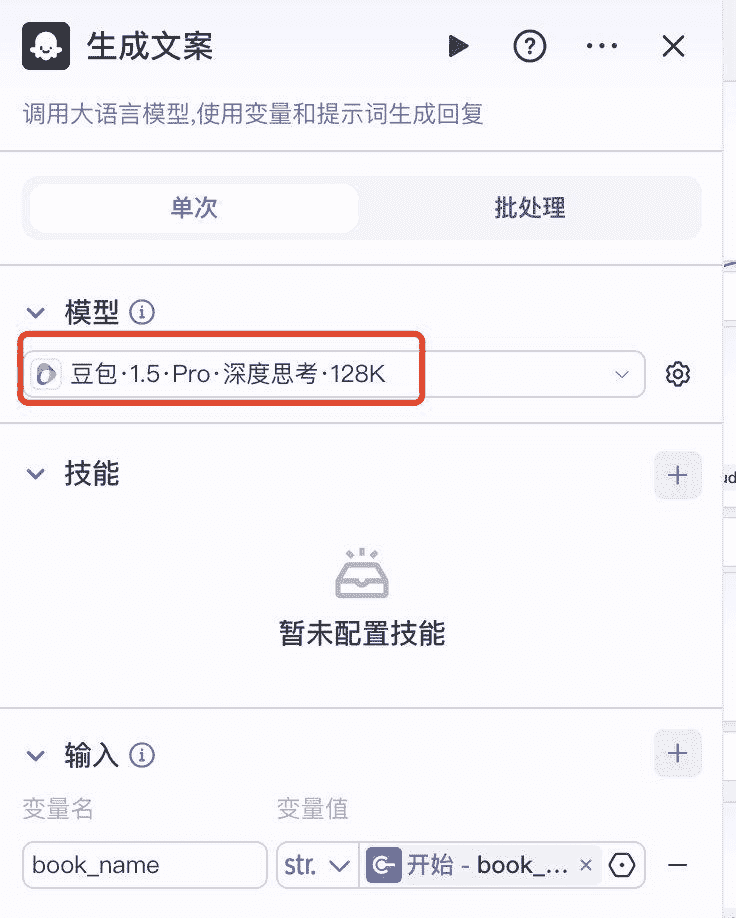 生成文案
调用大语言模型,使用变量和提示词生成回复
单次 批处理
模型
豆包·1.5·Pro·深度思考·128K
技能
ud
暂未配置技能
输入
变量名 变量值
book_name str. 开始 - book_...